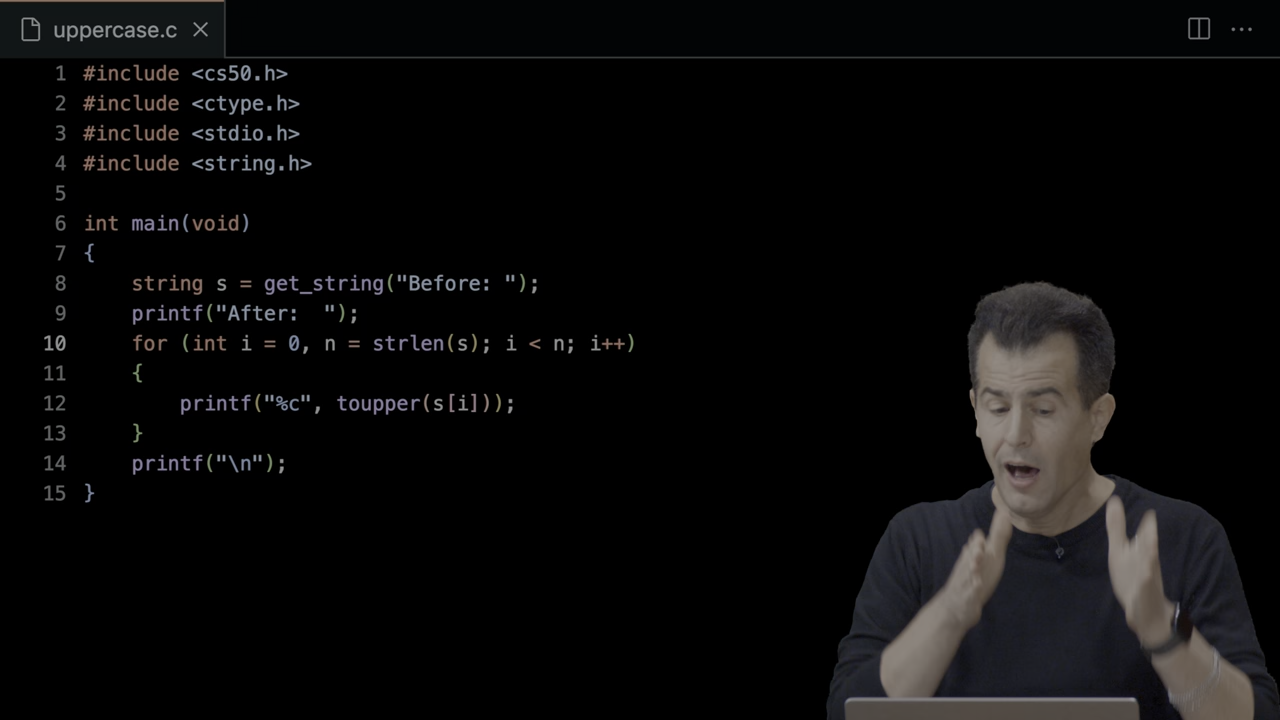 uppercase.c
1 #include <cs50.h>
2 #include <ctype.h>
3 #include <stdio.h>
4 #include <string.h>
5
6 int main(void)
7 {
8     string s = get_string("Before: ");
9     printf("After:  ");
10     for (int i = 0, n = strlen(s); i < n; i++)
11     {
12         printf("%c", toupper(s[i]));
13     }
14     printf("\n");
15 }